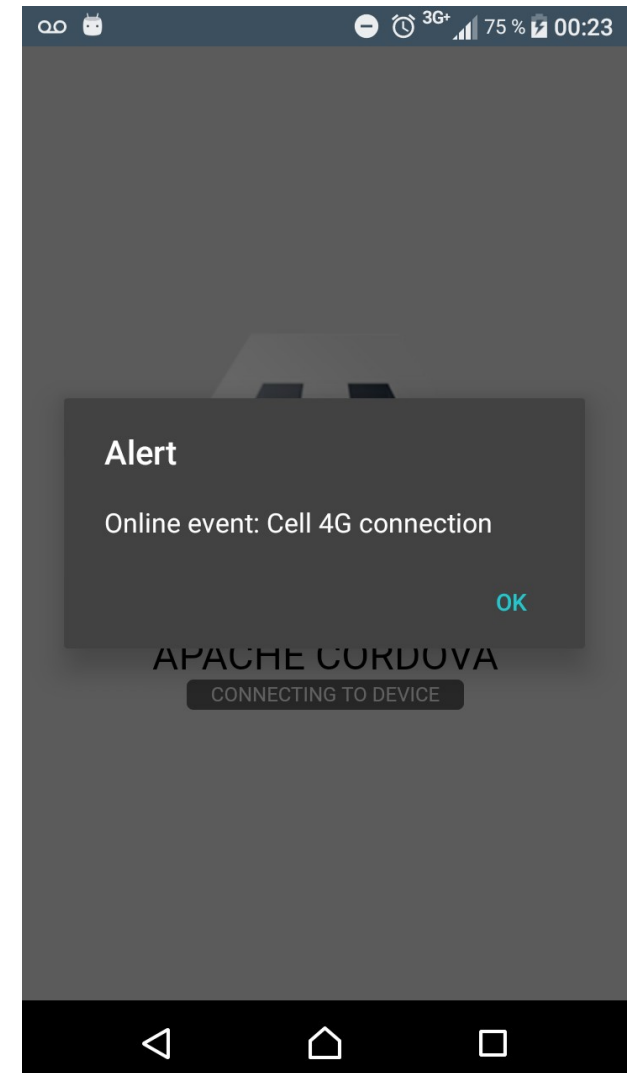 3G+ 75 % 00:23
Alert
Online event: Cell 4G connection
OK
APACHE CORDOVA
CONNECTING TO DEVICE